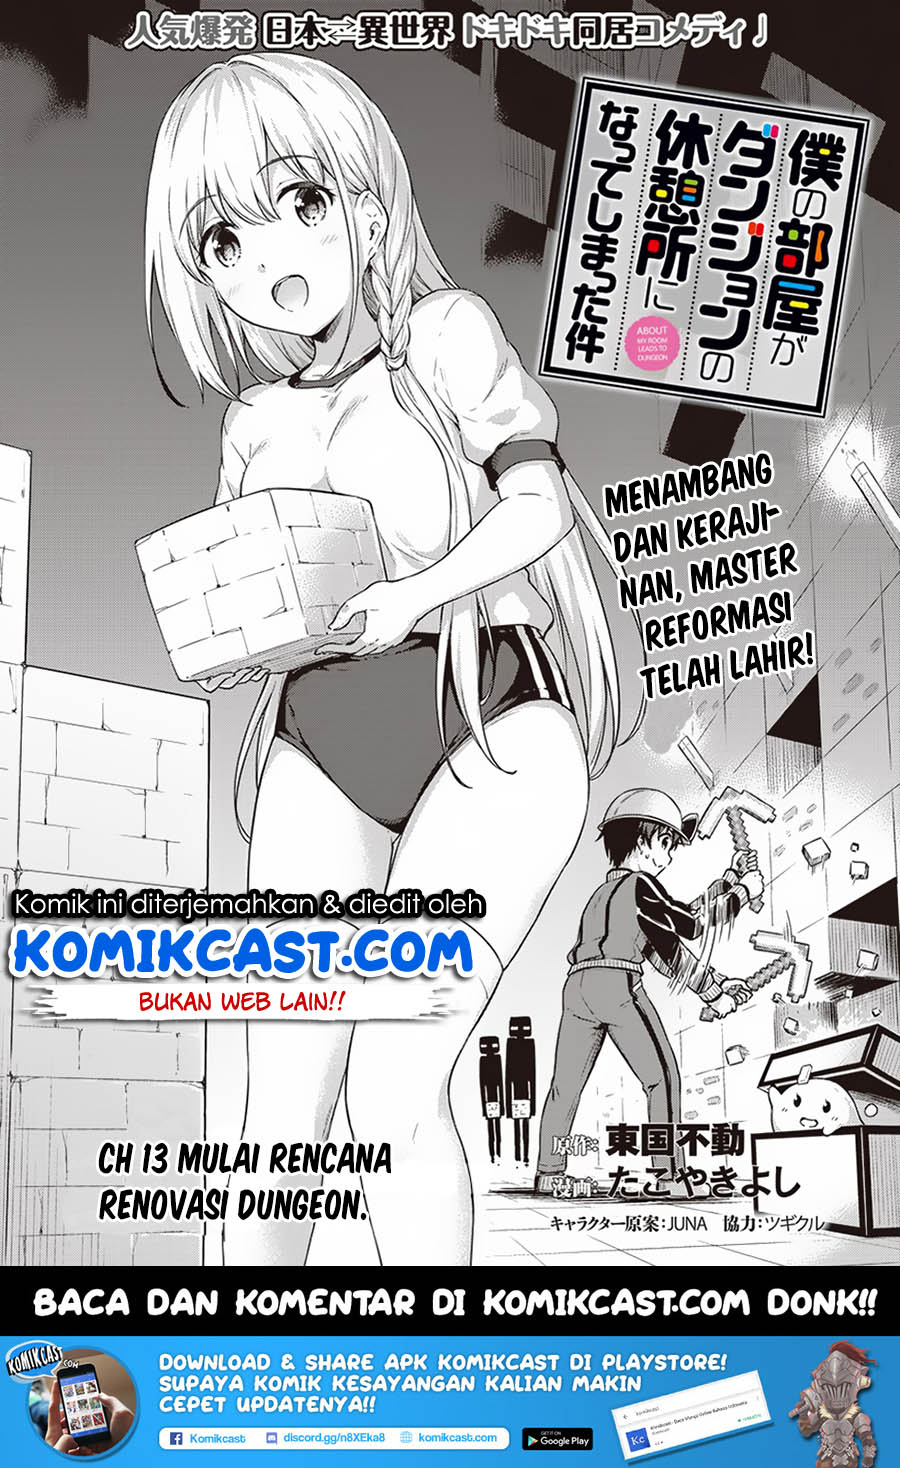 人気爆発 日本⇄異世界 ドキドキ同居コメディ♩
僕の部屋が
ダンジョンの
休憩所に
なってしまった件
ABOUT
MY ROOM
LEADS TO
DUNGEON
MENAMBANG
DAN KERAJI-
NAN, MASTER
REFORMASI
TELAH LAHIR!
Komik ini diterjemahkan & diedit oleh
KOMIKCAST.COM
BUKAN WEB LAIN!!
原作: 東国不動
漫画: たこやきよし
キャラクター原案:JUNA 協力:ツギクル
CH 13 MULAI RENCANA
RENOVASI DUNGEON.
BACA DAN KOMENTAR DI KOMIKCAST.COM DONK!!
KOMIKCAST
.COM
DOWNLOAD & SHARE APK KOMIKCAST DI PLAYSTORE!
SUPAYA KOMIK KESAYANGAN KALIAN MAKIN
CEPET UPDATENYA!!
Komikcast
discord.gg/n8XEka8
komikcast.com
GET IT ON
Google Play
Kc